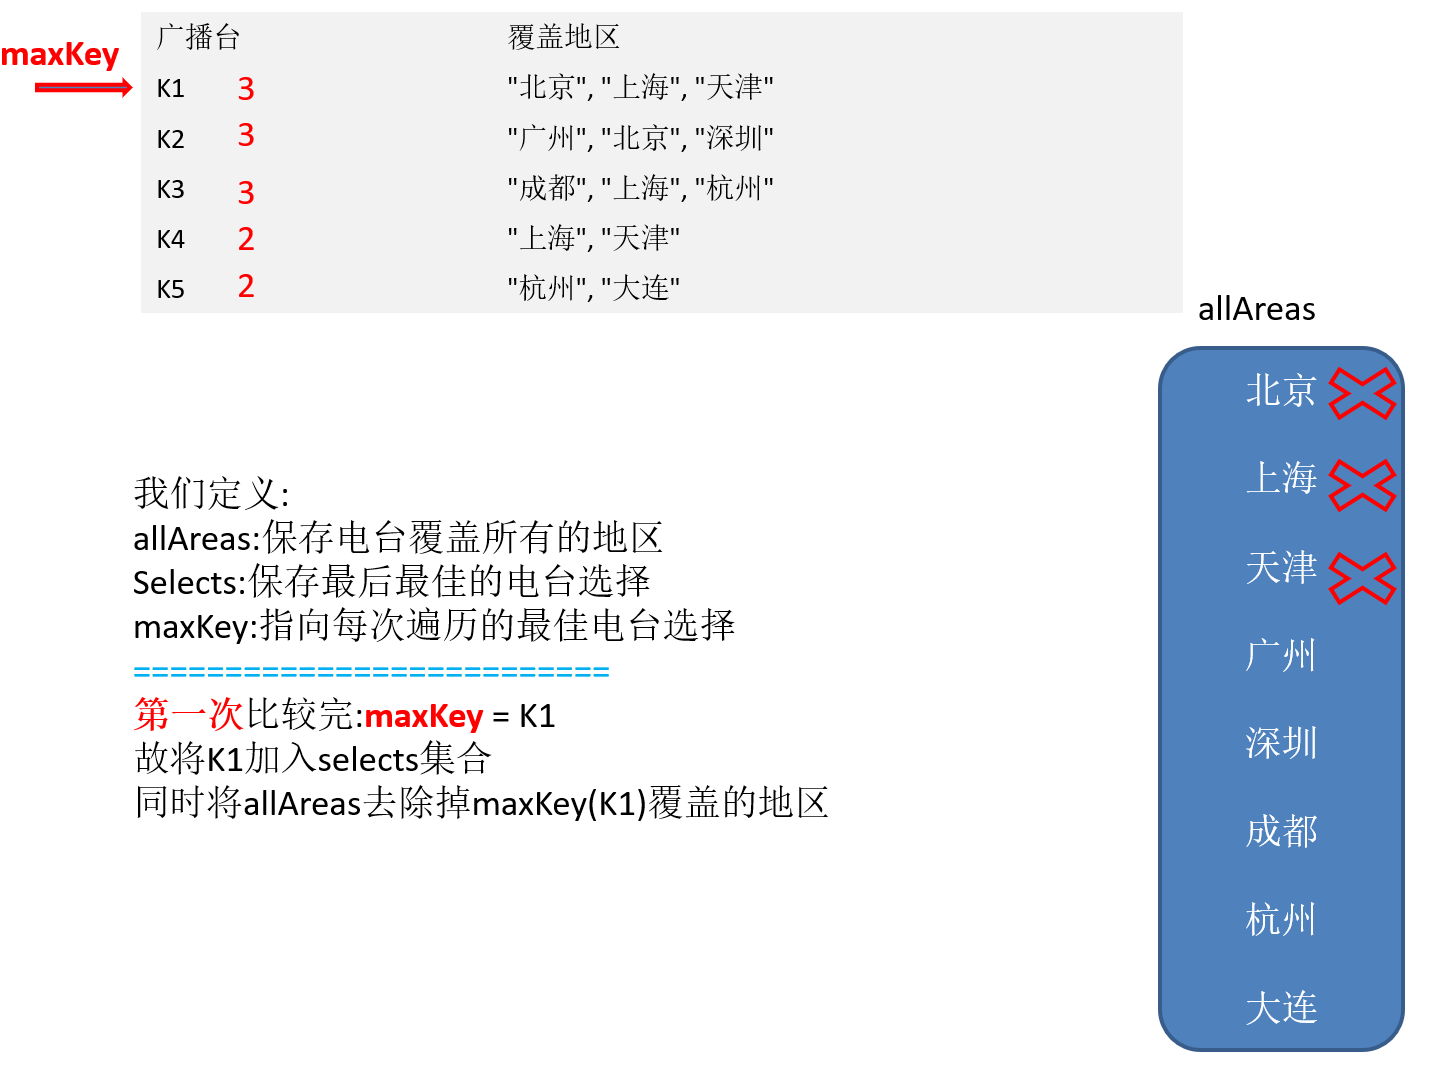 广播台 覆盖地区
maxKey
K1 3 "北京", "上海", "天津"
K2 3 "广州", "北京", "深圳"
K3 3 "成都", "上海", "杭州"
K4 2 "上海", "天津"
K5 2 "杭州", "大连"
allAreas
北京
上海
天津
广州
深圳
成都
杭州
大连
我们定义:
allAreas:保存电台覆盖所有的地区
Selects:保存最后最佳的电台选择
maxKey:指向每次遍历的最佳电台选择
==========================
第一次比较完:maxKey = K1
故将K1加入selects集合
同时将allAreas去除掉maxKey(K1)覆盖的地区